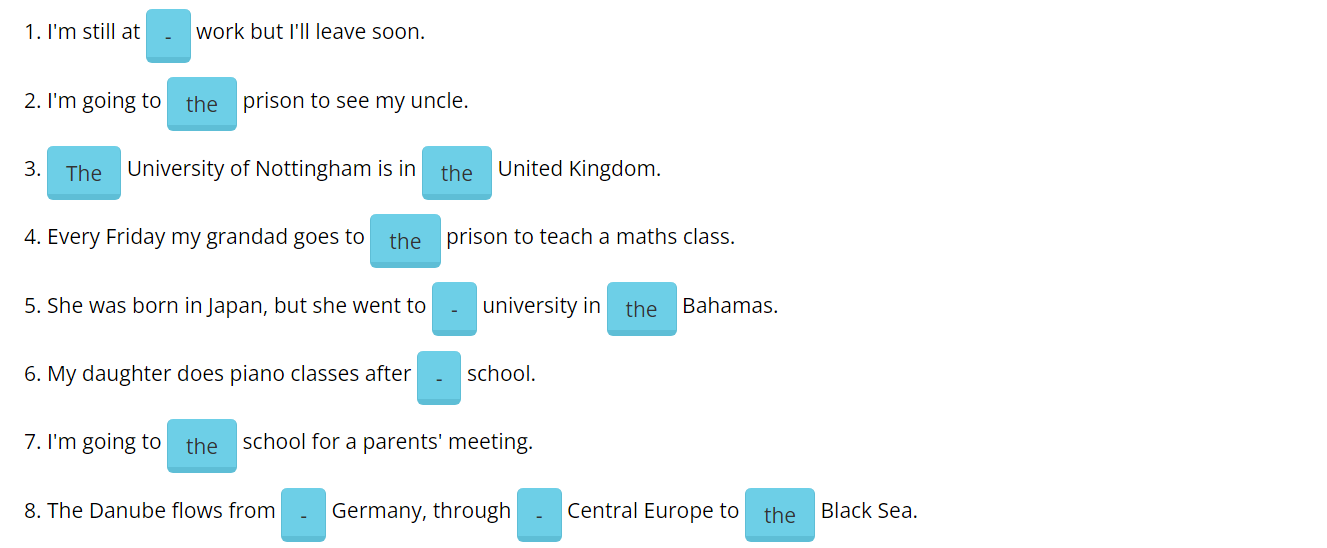 1. I'm still at - work but I'll leave soon.
2. I'm going to the prison to see my uncle.
3. The University of Nottingham is in the United Kingdom.
4. Every Friday my grandad goes to the prison to teach a maths class.
5. She was born in Japan, but she went to - university in the Bahamas.
6. My daughter does piano classes after - school.
7. I'm going to the school for a parents' meeting.
8. The Danube flows from - Germany, through - Central Europe to the Black Sea.